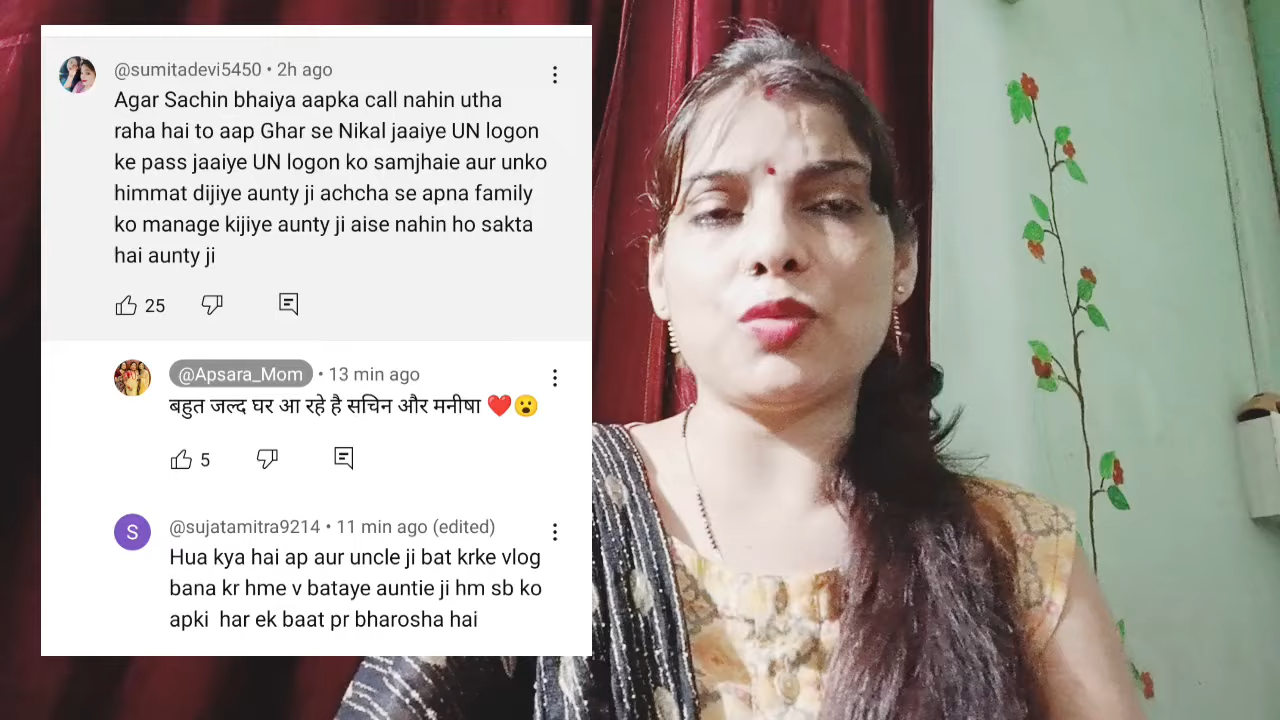 @sumitadevi5450 • 2h ago
Agar Sachin bhaiya aapka call nahin utha
raha hai to aap Ghar se Nikal jaaiye UN logon
ke pass jaaiye UN logon ko samjhaie aur unko
himmat dijiye aunty ji achcha se apna family
ko manage kijiye aunty ji aise nahin ho sakta
hai aunty ji
25
@Apsara_Mom • 13 min ago
बहुत जल्द घर आ रहे है सचिन और मनीषा ❤️😮
5
S
@sujatamitra9214 • 11 min ago (edited)
Hua kya hai ap aur uncle ji bat krke vlog
bana kr hme v bataye auntie ji hm sb ko
apki har ek baat pr bharosha hai